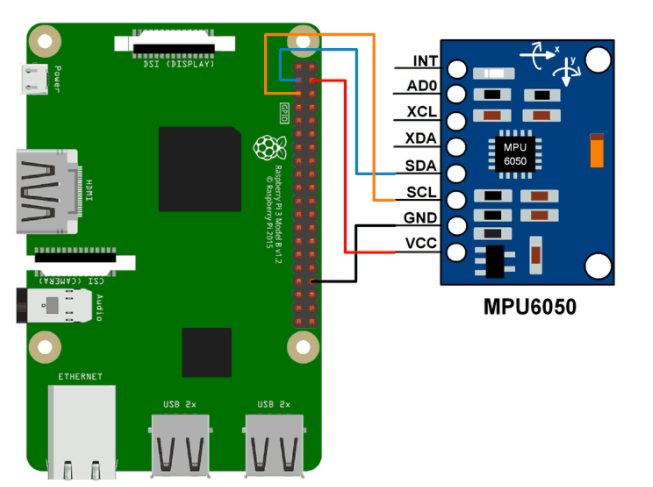 DSI (DISPLAY)
Power
HDMI
GPIO
Raspberry Pi 3 Model B v1.2
© Raspberry Pi 2015
CSI (CAMERA)
Audio
ETHERNET
USB 2x
USB 2x
INT
AD0
XCL
XDA
SDA
SCL
GND
VCC
x
y
MPU
6050
MPU6050